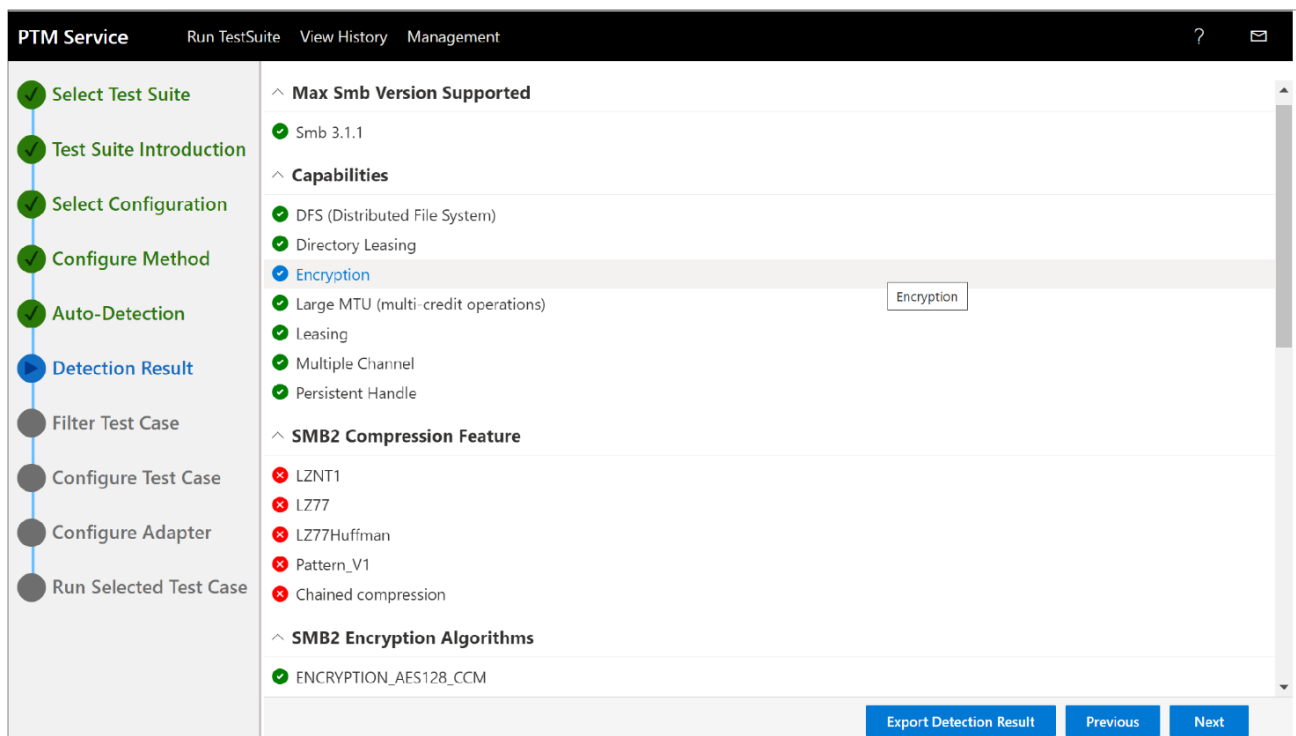 PTM Service Run TestSuite View History Management ?
Select Test Suite
Test Suite Introduction
Select Configuration
Configure Method
Auto-Detection
Detection Result
Filter Test Case
Configure Test Case
Configure Adapter
Run Selected Test Case
Max Smb Version Supported
Smb 3.1.1
Capabilities
DFS (Distributed File System)
Directory Leasing
Encryption
Encryption
Large MTU (multi-credit operations)
Leasing
Multiple Channel
Persistent Handle
SMB2 Compression Feature
LZNT1
LZ77
LZ77Huffman
Pattern_V1
Chained compression
SMB2 Encryption Algorithms
ENCRYPTION_AES128_CCM
Export Detection Result Previous Next